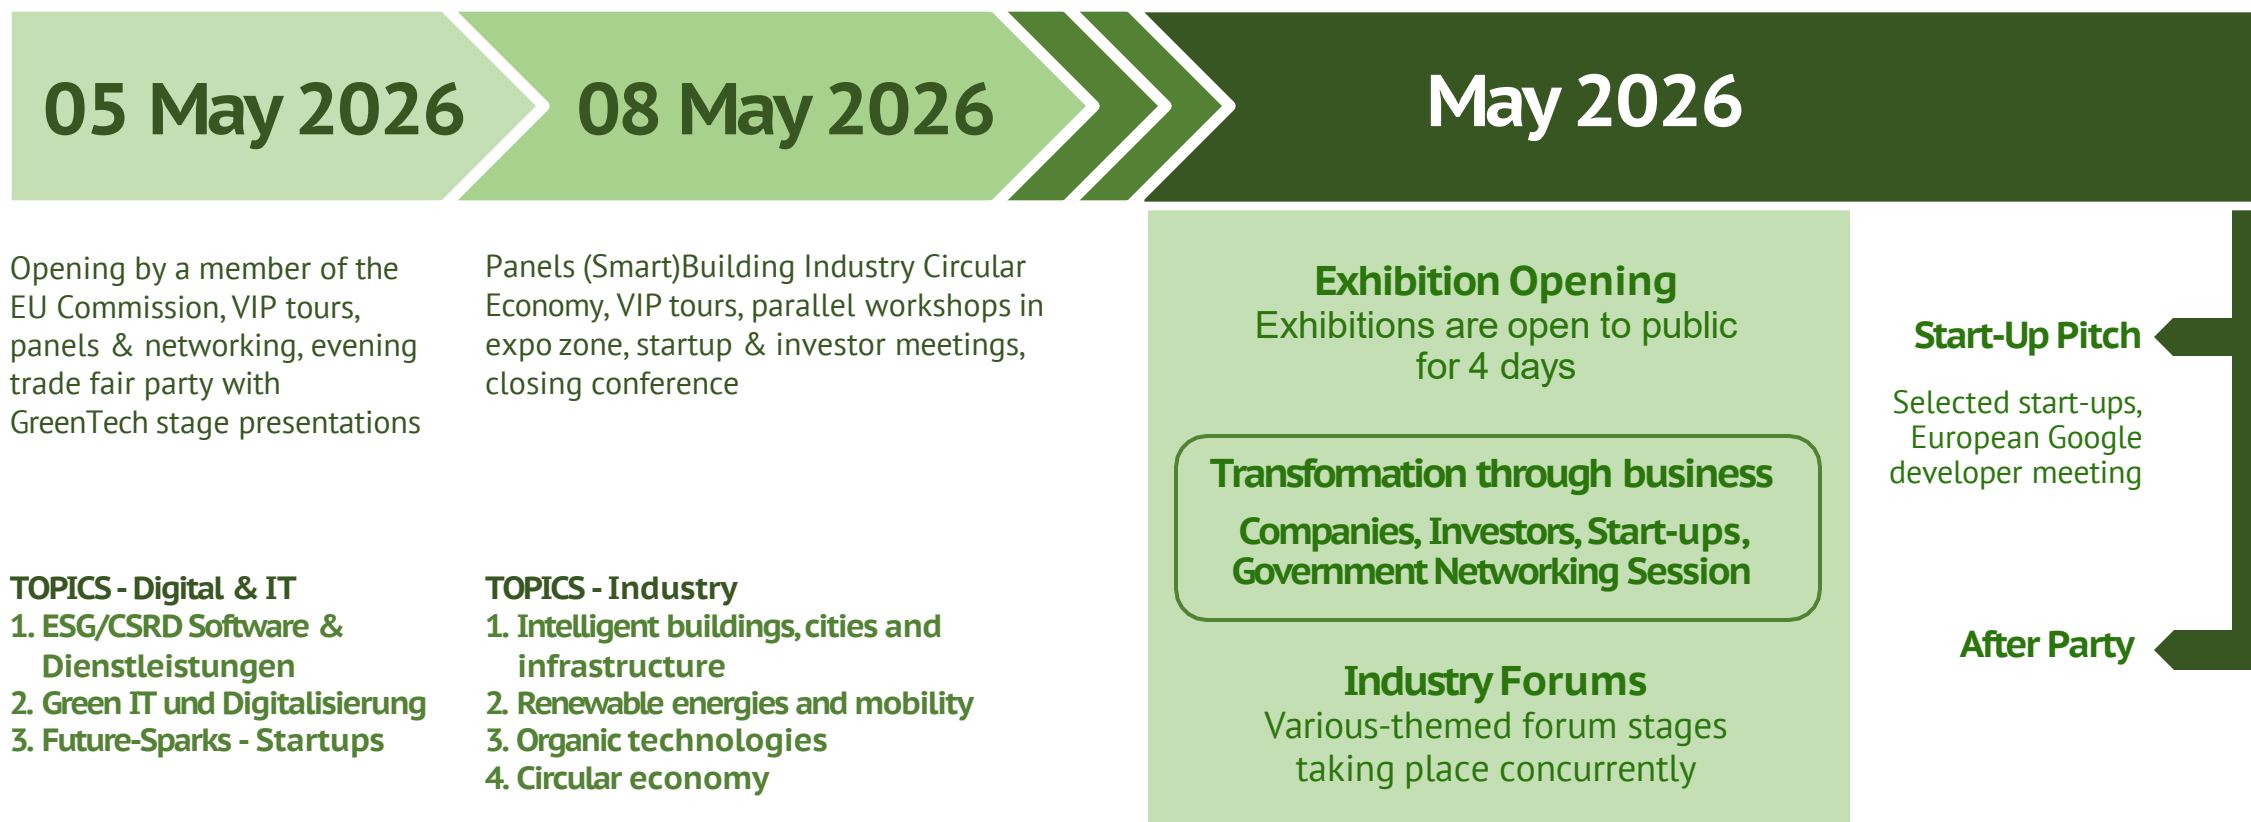 05 May 2026
08 May 2026
May 2026
Opening by a member of the
EU Commission, VIP tours,
panels & networking, evening
trade fair party with
GreenTech stage presentations
TOPICS - Digital & IT
1. ESG/CSRD Software &
Dienstleistungen
2. Green IT und Digitalisierung
3. Future-Sparks - Startups
Panels (Smart)Building Industry Circular
Economy, VIP tours, parallel workshops in
expo zone, startup & investor meetings,
closing conference
TOPICS - Industry
1. Intelligent buildings, cities and
infrastructure
2. Renewable energies and mobility
3. Organic technologies
4. Circular economy
Exhibition Opening
Exhibitions are open to public
for 4 days
Transformation through business
Companies, Investors, Start-ups,
Government Networking Session
Industry Forums
Various-themed forum stages
taking place concurrently
Start-Up Pitch
Selected start-ups,
European Google
developer meeting
After Party